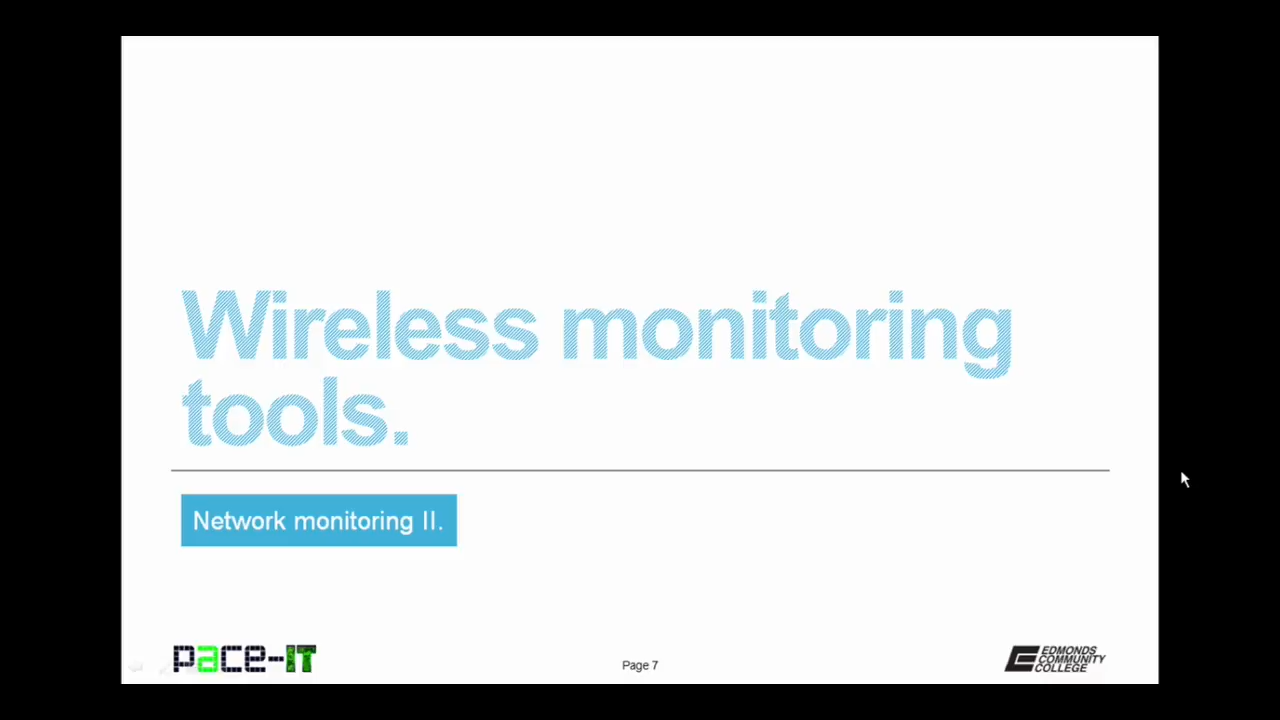 Wireless monitoring
tools.
Network monitoring II.
pace-IT
Page 7
EDMONDS
COMMUNITY
COLLEGE